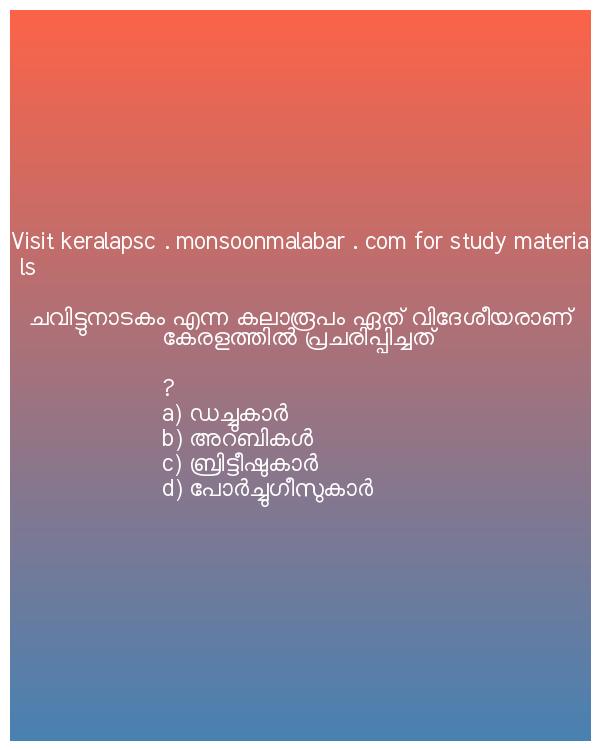 Visit keralapsc . monsoonmalabar . com for study materia
ls
ചവിട്ടുനാടകം എന്ന കലാരൂപം ഏത് വിദേശീയരാണ്
കേരളത്തിൽ പ്രചരിപ്പിച്ചത്
?
a) ഡച്ചുകാർ
b) അറബികൾ
c) ബ്രിട്ടീഷുകാർ
d) പോർച്ചുഗീസുകാർ